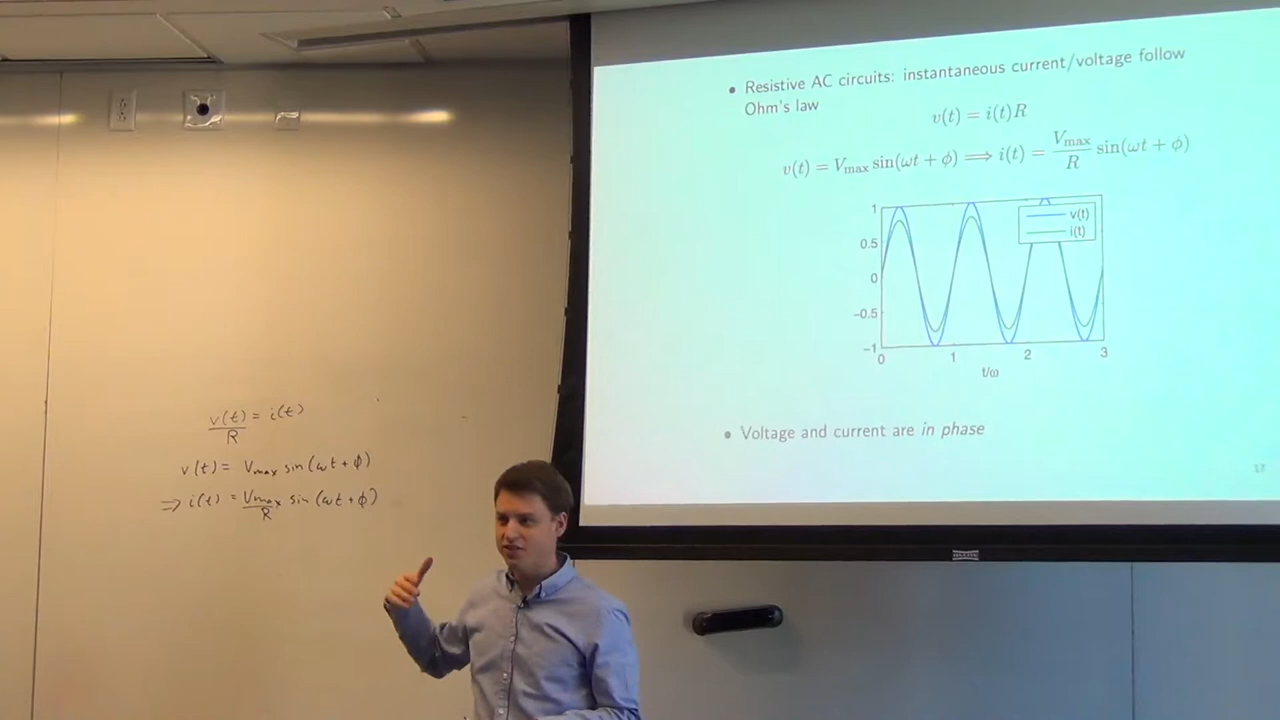 • Resistive AC circuits: instantaneous current/voltage follow
Ohm's law
v(t) = i(t)R
v(t) = V_max sin(ωt + ϕ) ⟹ i(t) = V_max/R sin(ωt + ϕ)
1
0.5
0
−0.5
−1
0 1 2 3
t/ω
v(t)
i(t)
• Voltage and current are in phase
17
v(t)/R = i(t)
v(t) = V_max sin(ωt + ϕ)
⇒ i(t) = V_max/R sin(ωt + ϕ)